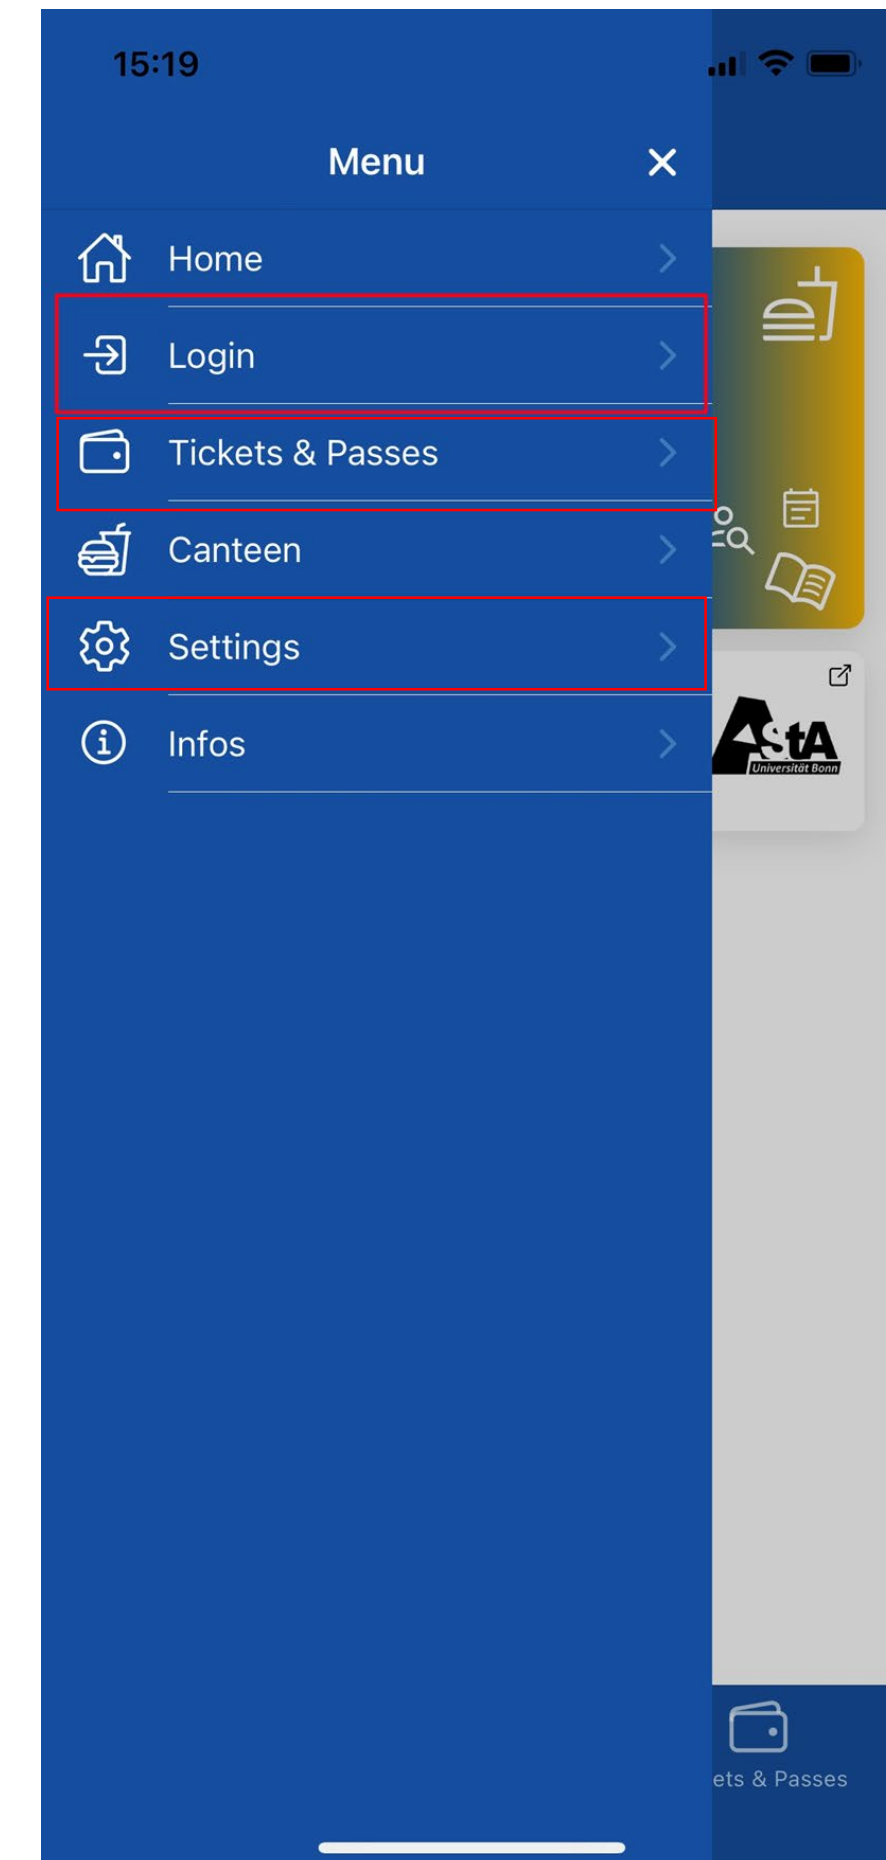 15:19
Menu
Home
Login
Tickets & Passes
Canteen
Settings
Infos
AStA
Universität Bonn
ets & Passes